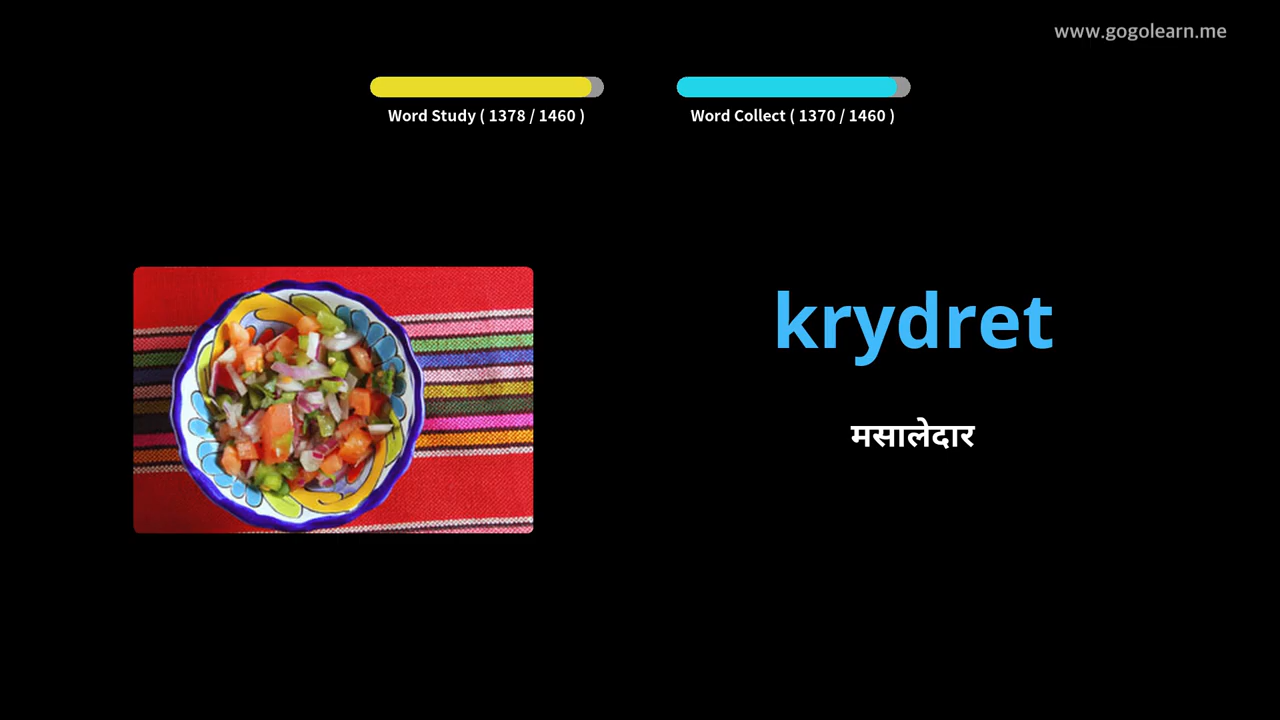 www.gogolearn.me
Word Study ( 1378 / 1460 )
Word Collect ( 1370 / 1460 )
krydret
मसालेदार